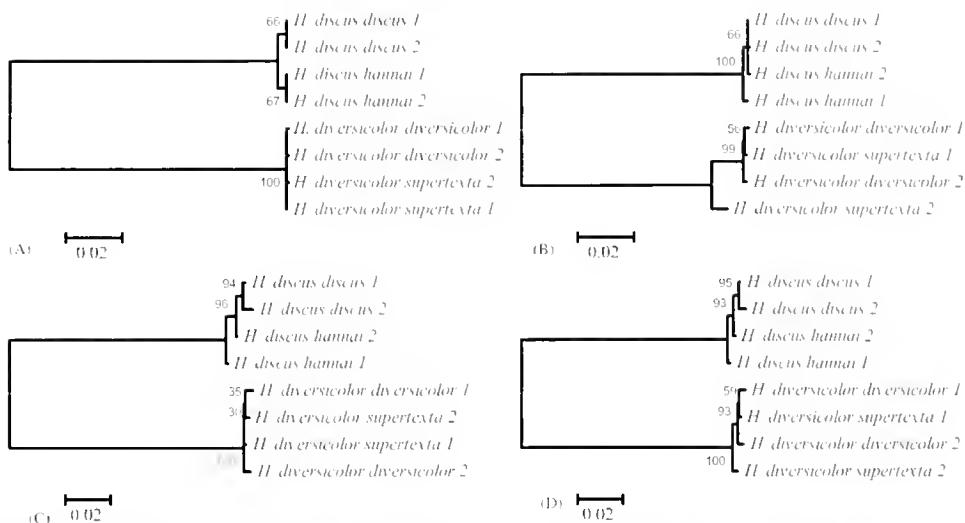 66 H discus discus 1
H discus discus 2
H discus hannai 1
67 H discus hannai 2
H. diversicolor diversicolor 1
H diversicolor diversicolor 2
100 H diversicolor supertexta 2
H diversicolor supertexta 1
(A) 0.02
H discus discus 1
66 H discus discus 2
100 H discus hannai 2
H discus hannai 1
56 H diversicolor diversicolor 1
99 H diversicolor supertexta 1
H diversicolor diversicolor 2
H diversicolor supertexta 2
(B) 0.02
94 H discus discus 1
96 H discus discus 2
H discus hannai 2
H discus hannai 1
35 H diversicolor diversicolor 1
H diversicolor supertexta 2
H diversicolor supertexta 1
H diversicolor diversicolor 2
(C) 0.02
95 H discus discus 1
93 H discus discus 2
H discus hannai 2
H discus hannai 1
59 H diversicolor diversicolor 1
93 H diversicolor supertexta 1
H diversicolor diversicolor 2
100 H diversicolor supertexta 2
(D) 0.02